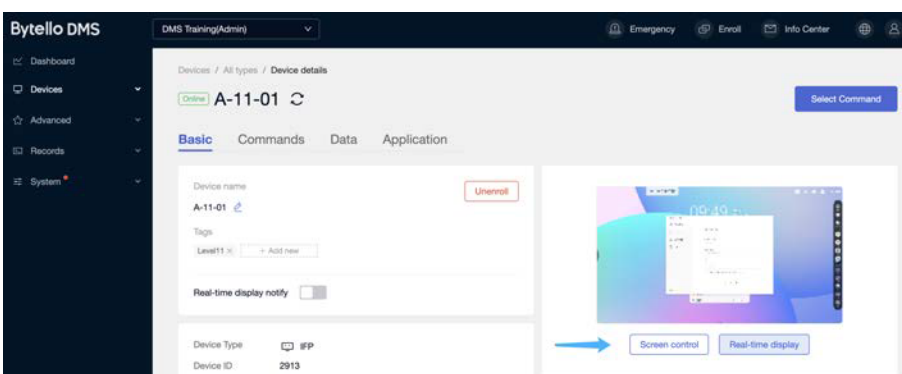 Bytello DMS
DMS Training(Admin)
Emergency
Enroll
Info Center
Dashboard
Devices
Advanced
Records
System
Devices / All types / Device details
Online A-11-01
Select Command
Basic Commands Data Application
Device name
A-11-01
Unenroll
Tags
Level11 ×
+ Add new
Real-time display notify
09:49
Screen control
Real-time display
Device Type IFP
Device ID 2913